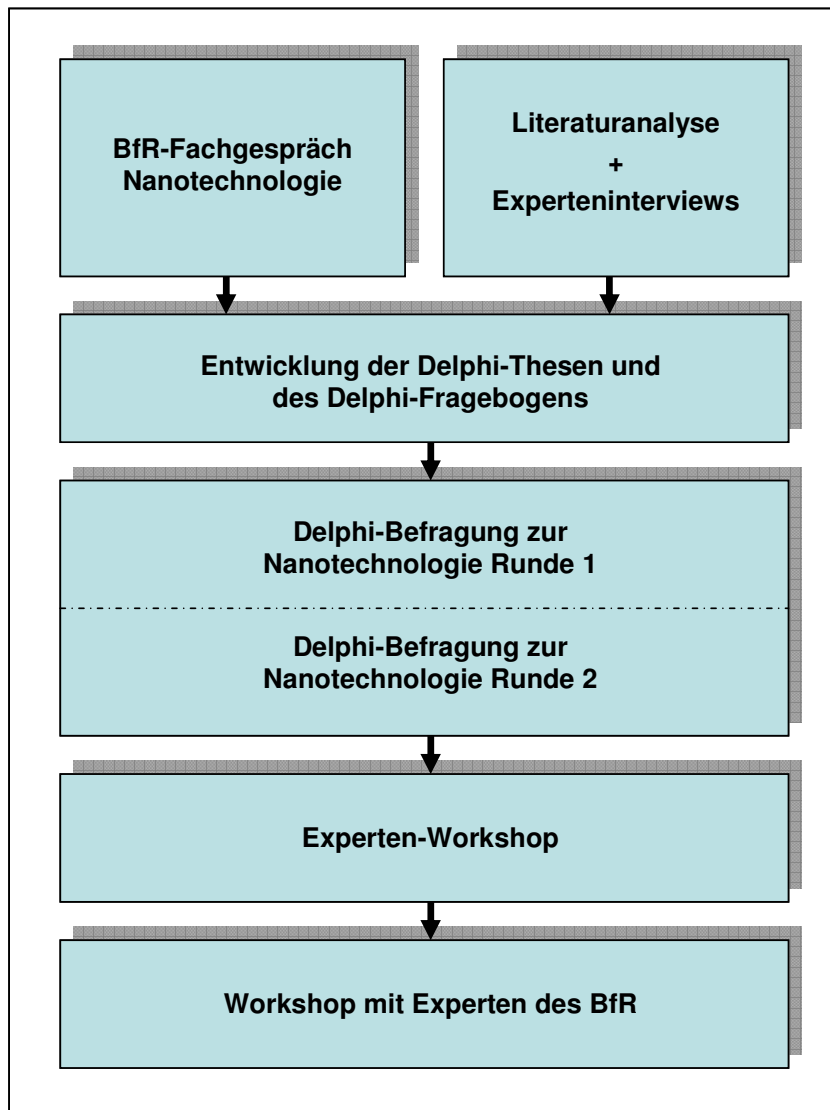 BfR-Fachgespräch
Nanotechnologie
Literaturanalyse
+
Experteninterviews
Entwicklung der Delphi-Thesen und
des Delphi-Fragebogens
Delphi-Befragung zur
Nanotechnologie Runde 1
Delphi-Befragung zur
Nanotechnologie Runde 2
Experten-Workshop
Workshop mit Experten des BfR